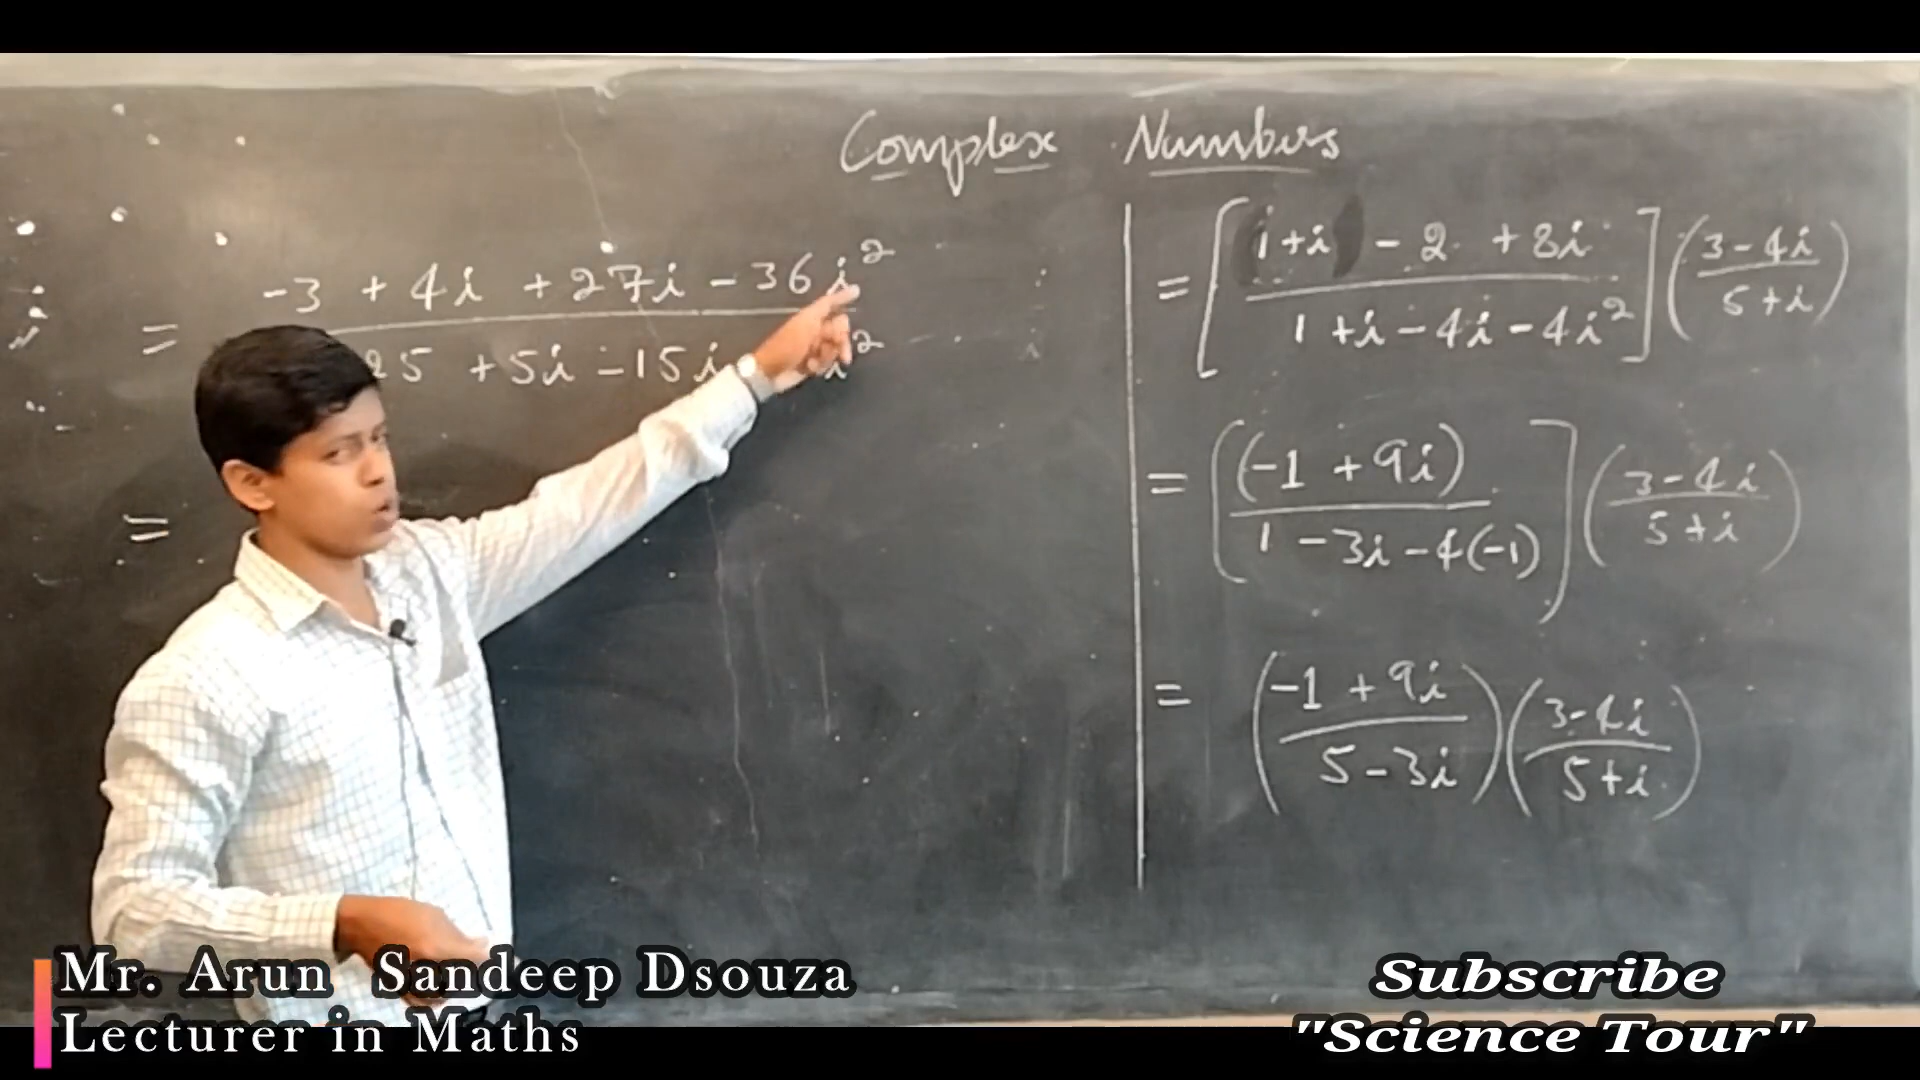 Complex Numbers
= -3 + 4i + 27i - 36i²
25 + 5i - 15i i²
=
= [ 1+i - 2 + 8i / 1 + i - 4i - 4i² ] ( 3 - 4i / 5 + i )
= [ (-1 + 9i) / 1 - 3i - 4(-1) ] ( 3 - 4i / 5 + i )
= ( -1 + 9i / 5 - 3i ) ( 3 - 4i / 5 + i )
Mr. Arun Sandeep Dsouza
Lecturer in Maths
Subscribe
"Science Tour"